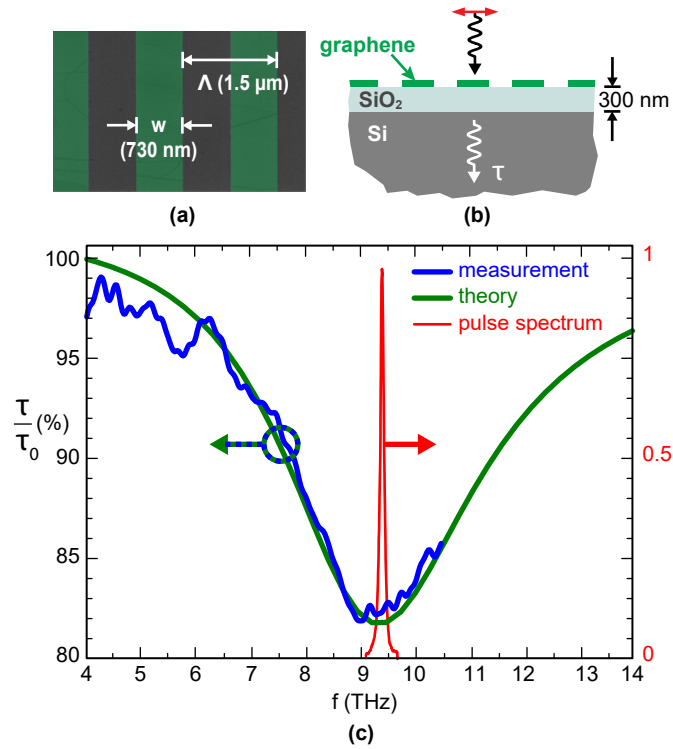 Λ (1.5 μm)
w
(730 nm)
(a)
graphene
SiO₂
300 nm
Si
τ
(b)
100
95
90
85
80
τ
τ₀
(%)
measurement
theory
pulse spectrum
1
0.5
0
4 5 6 7 8 9 10 11 12 13 14
f (THz)
(c)